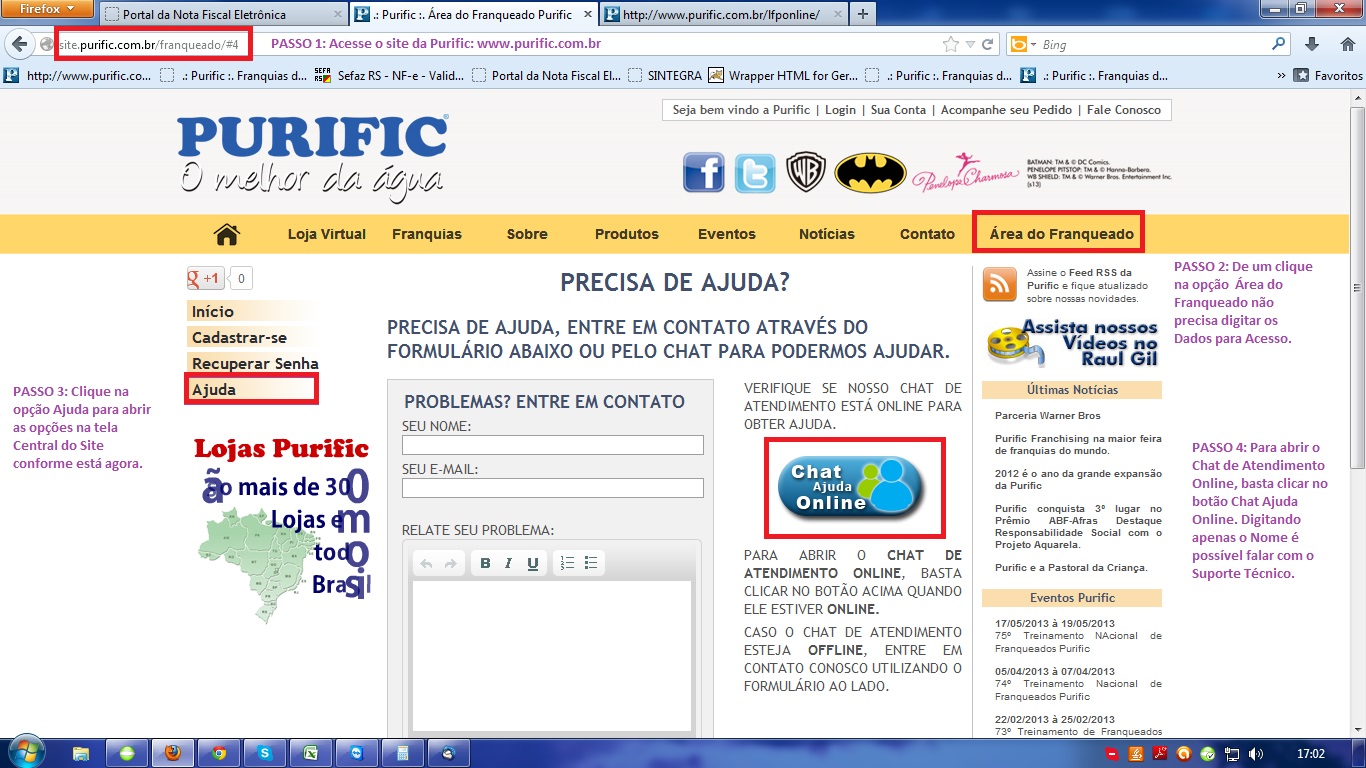 Firefox
Portal da Nota Fiscal Eletrônica
.: Purific :. Área do Franqueado Purific
http://www.purific.com.br/lfponline/
site.purific.com.br/franqueado/#4
PASSO 1: Acesse o site da Purific: www.purific.com.br
Bing
http://www.purific.co...
.: Purific :. Franquias d...
Sefaz RS - NF-e - Valid...
Portal da Nota Fiscal El...
SINTEGRA
Wrapper HTML for Ger...
.: Purific :. Franquias d...
.: Purific :. Franquias d...
Favoritos
Seja bem vindo a Purific | Login | Sua Conta | Acompanhe seu Pedido | Fale Conosco
PURIFIC®
O melhor da água
WB
Penelope Charmosa
BATMAN: TM & © DC Comics.
PENELOPE PITSTOP: TM & © Hanna-Barbera.
WB SHIELD: TM & © Warner Bros. Entertainment Inc.
(s13)
Loja Virtual
Franquias
Sobre
Produtos
Eventos
Notícias
Contato
Área do Franqueado
g +1
0
Início
Cadastrar-se
Recuperar Senha
Ajuda
PASSO 3: Clique na
opção Ajuda para abrir
as opções na tela
Central do Site
conforme está agora.
Lojas Purific
ão mais de 300
Lojas em
todo
Brasil
PRECISA DE AJUDA?
PRECISA DE AJUDA, ENTRE EM CONTATO ATRAVÉS DO
FORMULÁRIO ABAIXO OU PELO CHAT PARA PODERMOS AJUDAR.
PROBLEMAS? ENTRE EM CONTATO
SEU NOME:
SEU E-MAIL:
RELATE SEU PROBLEMA:
B I U
VERIFIQUE SE NOSSO CHAT DE
ATENDIMENTO ESTÁ ONLINE PARA
OBTER AJUDA.
Chat
Ajuda
Online
PARA ABRIR O CHAT DE
ATENDIMENTO ONLINE, BASTA
CLICAR NO BOTÃO ACIMA QUANDO
ELE ESTIVER ONLINE.
CASO O CHAT DE ATENDIMENTO
ESTEJA OFFLINE, ENTRE EM
CONTATO CONOSCO UTILIZANDO O
FORMULÁRIO AO LADO.
Assine o Feed RSS da
Purific e fique atualizado
sobre nossas novidades.
Assista nossos
Vídeos no
Raul Gil
Últimas Notícias
Parceria Warner Bros
Purific Franchising na maior feira
de franquias do mundo.
2012 é o ano da grande expansão
da Purific
Purific conquista 3º lugar no
Prêmio ABF-Afras Destaque
Responsabilidade Social com o
Projeto Aquarela.
Purific e a Pastoral da Criança.
Eventos Purific
17/05/2013 à 19/05/2013
75º Treinamento NAcional de
Franqueados Purific
05/04/2013 à 07/04/2013
74º Treinamento Nacional de
Franqueados Purific
22/02/2013 à 25/02/2013
73º Treinamento de Franqueados
PASSO 2: De um clique
na opção Área do
Franqueado não
precisa digitar os
Dados para Acesso.
PASSO 4: Para abrir o
Chat de Atendimento
Online, basta clicar no
botão Chat Ajuda
Online. Digitando
apenas o Nome é
possível falar com o
Suporte Técnico.
17:02